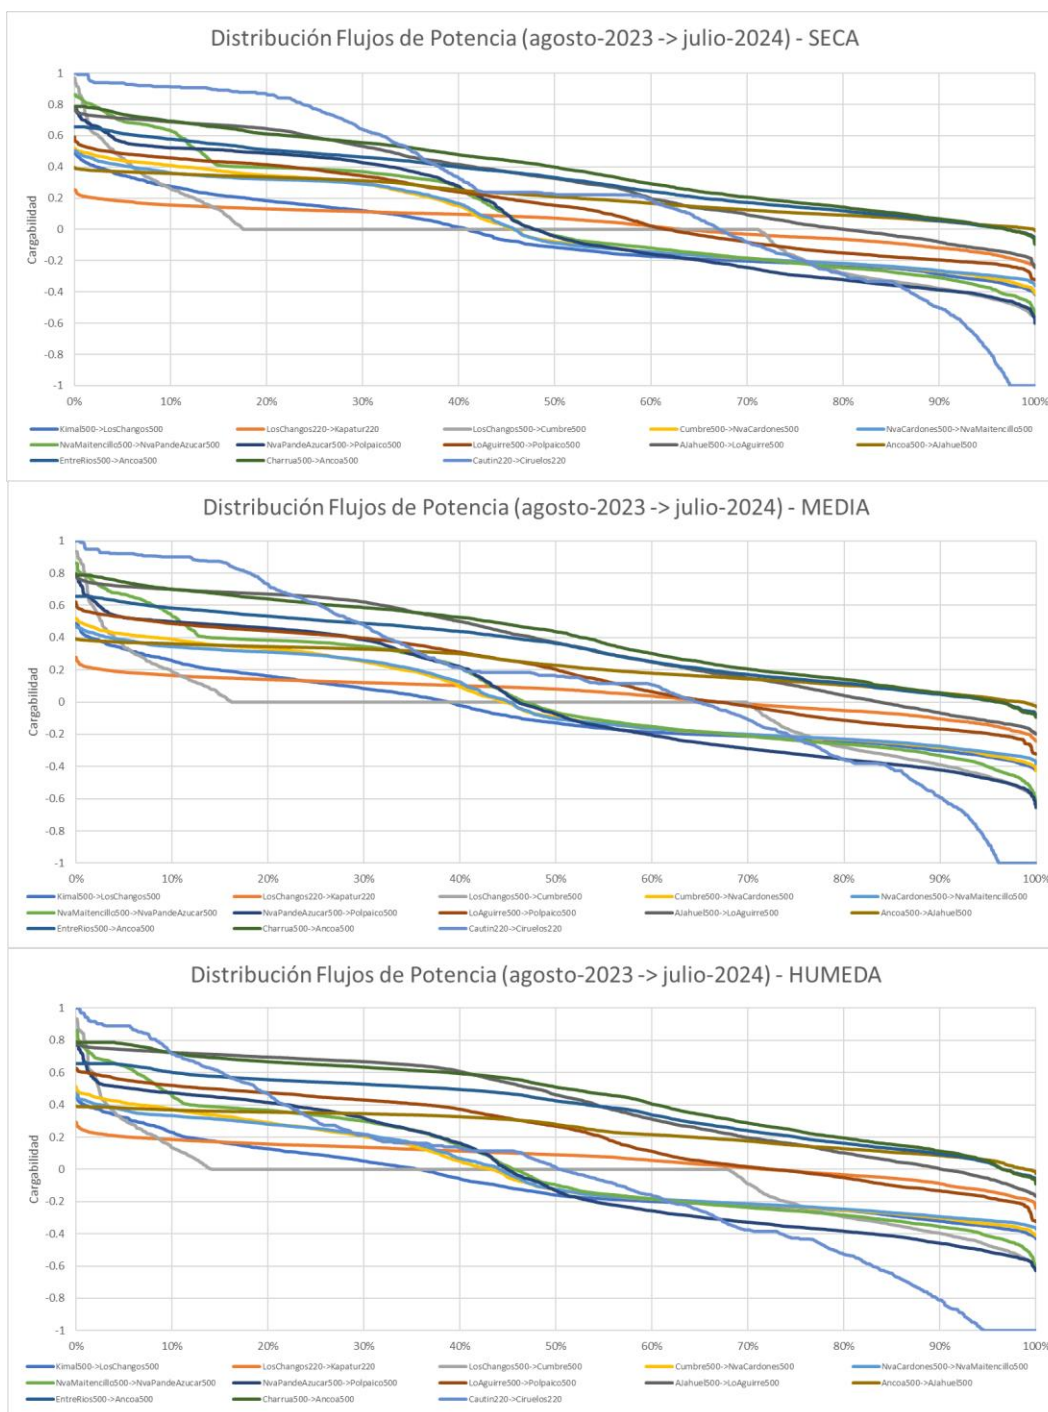 Distribución Flujos de Potencia (agosto-2023 -> julio-2024) - SECA
1
0.8
0.6
0.4
0.2
0
-0.2
-0.4
-0.6
-0.8
-1
Cargabilidad
0% 10% 20% 30% 40% 50% 60% 70% 80% 90% 100%
Kimal500->LosChangos500 LosChangos220->Kapatur220 LosChangos500->Cumbre500 Cumbre500->NvaCardones500 NvaCardones500->NvaMaitencillo500
NvaMaitencillo500->NvaPandeAzucar500 NvaPandeAzucar500->Polpaico500 LoAguirre500->Polpaico500 AJahuel500->LoAguirre500 Ancoa500->AJahuel500
EntreRios500->Ancoa500 Charrua500->Ancoa500 Cautin220->Ciruelos220
Distribución Flujos de Potencia (agosto-2023 -> julio-2024) - MEDIA
1
0.8
0.6
0.4
0.2
0
-0.2
-0.4
-0.6
-0.8
-1
Cargabilidad
0% 10% 20% 30% 40% 50% 60% 70% 80% 90% 100%
Kimal500->LosChangos500 LosChangos220->Kapatur220 LosChangos500->Cumbre500 Cumbre500->NvaCardones500 NvaCardones500->NvaMaitencillo500
NvaMaitencillo500->NvaPandeAzucar500 NvaPandeAzucar500->Polpaico500 LoAguirre500->Polpaico500 AJahuel500->LoAguirre500 Ancoa500->AJahuel500
EntreRios500->Ancoa500 Charrua500->Ancoa500 Cautin220->Ciruelos220
Distribución Flujos de Potencia (agosto-2023 -> julio-2024) - HUMEDA
1
0.8
0.6
0.4
0.2
0
-0.2
-0.4
-0.6
-0.8
-1
Cargabilidad
0% 10% 20% 30% 40% 50% 60% 70% 80% 90% 100%
Kimal500->LosChangos500 LosChangos220->Kapatur220 LosChangos500->Cumbre500 Cumbre500->NvaCardones500 NvaCardones500->NvaMaitencillo500
NvaMaitencillo500->NvaPandeAzucar500 NvaPandeAzucar500->Polpaico500 LoAguirre500->Polpaico500 AJahuel500->LoAguirre500 Ancoa500->AJahuel500
EntreRios500->Ancoa500 Charrua500->Ancoa500 Cautin220->Ciruelos220